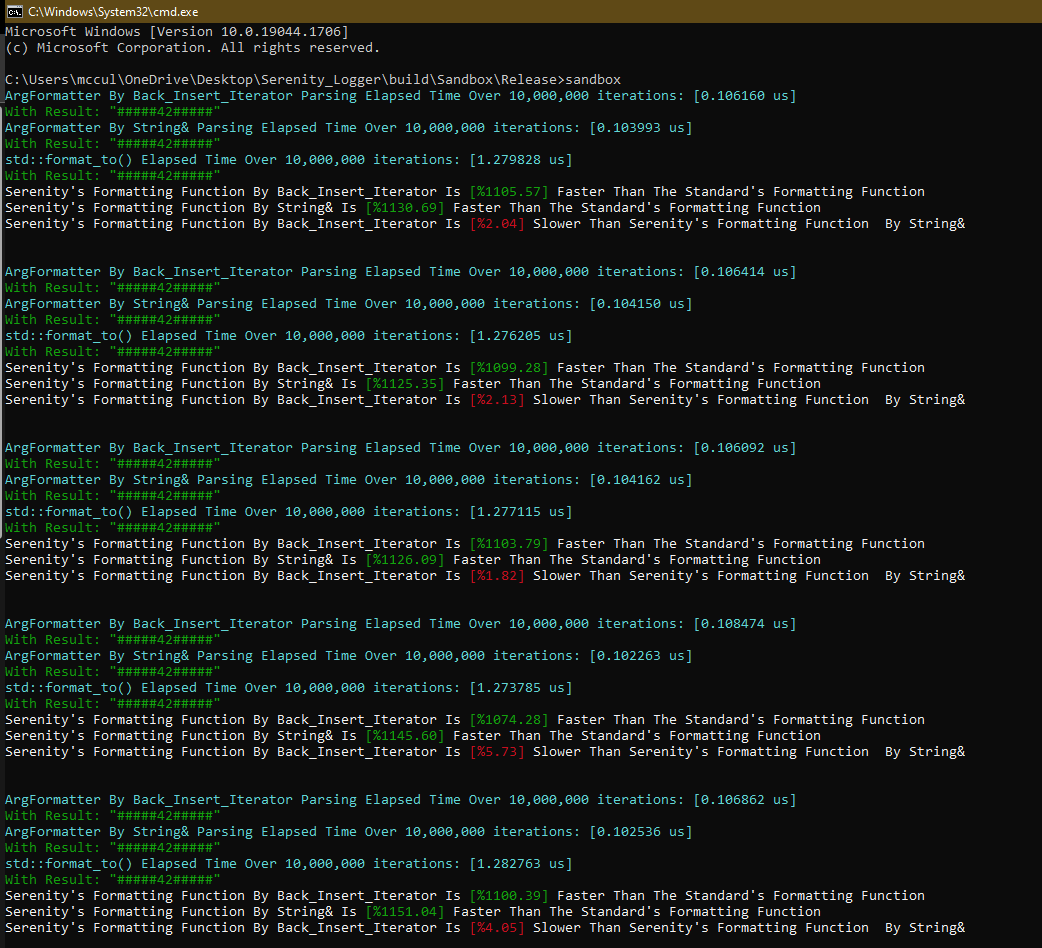 C:\Windows\System32\cmd.exe
Microsoft Windows [Version 10.0.19044.1706]
(c) Microsoft Corporation. All rights reserved.
C:\Users\mccul\OneDrive\Desktop\Serenity_Logger\build\Sandbox\Release>sandbox
ArgFormatter By Back_Insert_Iterator Parsing Elapsed Time Over 10,000,000 iterations: [0.106160 us]
With Result: "#####42#####"
ArgFormatter By String& Parsing Elapsed Time Over 10,000,000 iterations: [0.103993 us]
With Result: "#####42#####"
std::format_to() Elapsed Time Over 10,000,000 iterations: [1.279828 us]
With Result: "#####42#####"
Serenity's Formatting Function By Back_Insert_Iterator Is [%1105.57] Faster Than The Standard's Formatting Function
Serenity's Formatting Function By String& Is [%1130.69] Faster Than The Standard's Formatting Function
Serenity's Formatting Function By Back_Insert_Iterator Is [%2.04] Slower Than Serenity's Formatting Function  By String&
ArgFormatter By Back_Insert_Iterator Parsing Elapsed Time Over 10,000,000 iterations: [0.106414 us]
With Result: "#####42#####"
ArgFormatter By String& Parsing Elapsed Time Over 10,000,000 iterations: [0.104150 us]
With Result: "#####42#####"
std::format_to() Elapsed Time Over 10,000,000 iterations: [1.276205 us]
With Result: "#####42#####"
Serenity's Formatting Function By Back_Insert_Iterator Is [%1099.28] Faster Than The Standard's Formatting Function
Serenity's Formatting Function By String& Is [%1125.35] Faster Than The Standard's Formatting Function
Serenity's Formatting Function By Back_Insert_Iterator Is [%2.13] Slower Than Serenity's Formatting Function  By String&
ArgFormatter By Back_Insert_Iterator Parsing Elapsed Time Over 10,000,000 iterations: [0.106092 us]
With Result: "#####42#####"
ArgFormatter By String& Parsing Elapsed Time Over 10,000,000 iterations: [0.104162 us]
With Result: "#####42#####"
std::format_to() Elapsed Time Over 10,000,000 iterations: [1.277115 us]
With Result: "#####42#####"
Serenity's Formatting Function By Back_Insert_Iterator Is [%1103.79] Faster Than The Standard's Formatting Function
Serenity's Formatting Function By String& Is [%1126.09] Faster Than The Standard's Formatting Function
Serenity's Formatting Function By Back_Insert_Iterator Is [%1.82] Slower Than Serenity's Formatting Function  By String&
ArgFormatter By Back_Insert_Iterator Parsing Elapsed Time Over 10,000,000 iterations: [0.108474 us]
With Result: "#####42#####"
ArgFormatter By String& Parsing Elapsed Time Over 10,000,000 iterations: [0.102263 us]
With Result: "#####42#####"
std::format_to() Elapsed Time Over 10,000,000 iterations: [1.273785 us]
With Result: "#####42#####"
Serenity's Formatting Function By Back_Insert_Iterator Is [%1074.28] Faster Than The Standard's Formatting Function
Serenity's Formatting Function By String& Is [%1145.60] Faster Than The Standard's Formatting Function
Serenity's Formatting Function By Back_Insert_Iterator Is [%5.73] Slower Than Serenity's Formatting Function  By String&
ArgFormatter By Back_Insert_Iterator Parsing Elapsed Time Over 10,000,000 iterations: [0.106862 us]
With Result: "#####42#####"
ArgFormatter By String& Parsing Elapsed Time Over 10,000,000 iterations: [0.102536 us]
With Result: "#####42#####"
std::format_to() Elapsed Time Over 10,000,000 iterations: [1.282763 us]
With Result: "#####42#####"
Serenity's Formatting Function By Back_Insert_Iterator Is [%1100.39] Faster Than The Standard's Formatting Function
Serenity's Formatting Function By String& Is [%1151.04] Faster Than The Standard's Formatting Function
Serenity's Formatting Function By Back_Insert_Iterator Is [%4.05] Slower Than Serenity's Formatting Function  By String&